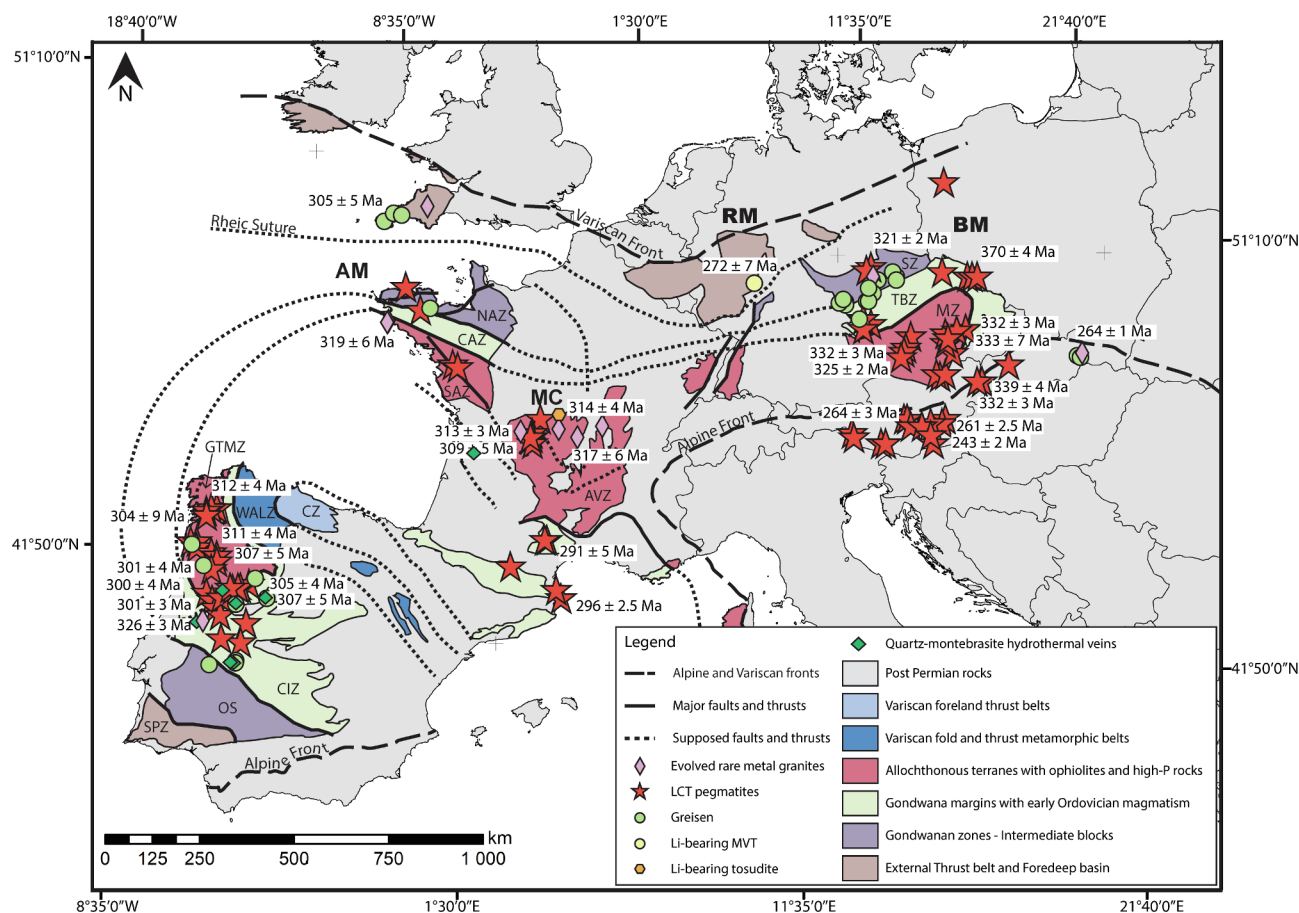 18°40'0"W
8°35'0"W
1°30'0"E
11°35'0"E
21°40'0"E
51°10'0"N
N
305 ± 5 Ma
Rheic Suture
Variscan Front
RM
BM
51°10'0"N
321 ± 2 Ma
370 ± 4 Ma
272 ± 7 Ma
SZ
AM
TBZ
NAZ
MZ
CAZ
319 ± 6 Ma
332 ± 3 Ma
333 ± 7 Ma
264 ± 1 Ma
332 ± 3 Ma
325 ± 2 Ma
SAZ
339 ± 4 Ma
332 ± 3 Ma
MC
314 ± 4 Ma
264 ± 3 Ma
261 ± 2.5 Ma
243 ± 2 Ma
Alpine Front
313 ± 3 Ma
309 ± 5 Ma
317 ± 6 Ma
GTMZ
312 ± 4 Ma
AVZ
304 ± 9 Ma
WALZ
CZ
311 ± 4 Ma
41°50'0"N
307 ± 5 Ma
291 ± 5 Ma
301 ± 4 Ma
300 ± 4 Ma
305 ± 4 Ma
301 ± 3 Ma
307 ± 5 Ma
296 ± 2.5 Ma
326 ± 3 Ma
41°50'0"N
CIZ
OS
SPZ
Alpine Front
Legend
Alpine and Variscan fronts
Major faults and thrusts
Supposed faults and thrusts
Evolved rare metal granites
LCT pegmatites
Greisen
Li-bearing MVT
Li-bearing tosudite
Quartz-montebrasite hydrothermal veins
Post Permian rocks
Variscan foreland thrust belts
Variscan fold and thrust metamorphic belts
Allochthonous terranes with ophiolites and high-P rocks
Gondwana margins with early Ordovician magmatism
Gondwanan zones - Intermediate blocks
External Thrust belt and Foredeep basin
km
0 125 250 500 750 1 000
8°35'0"W
1°30'0"W
11°35'0"E
21°40'0"E